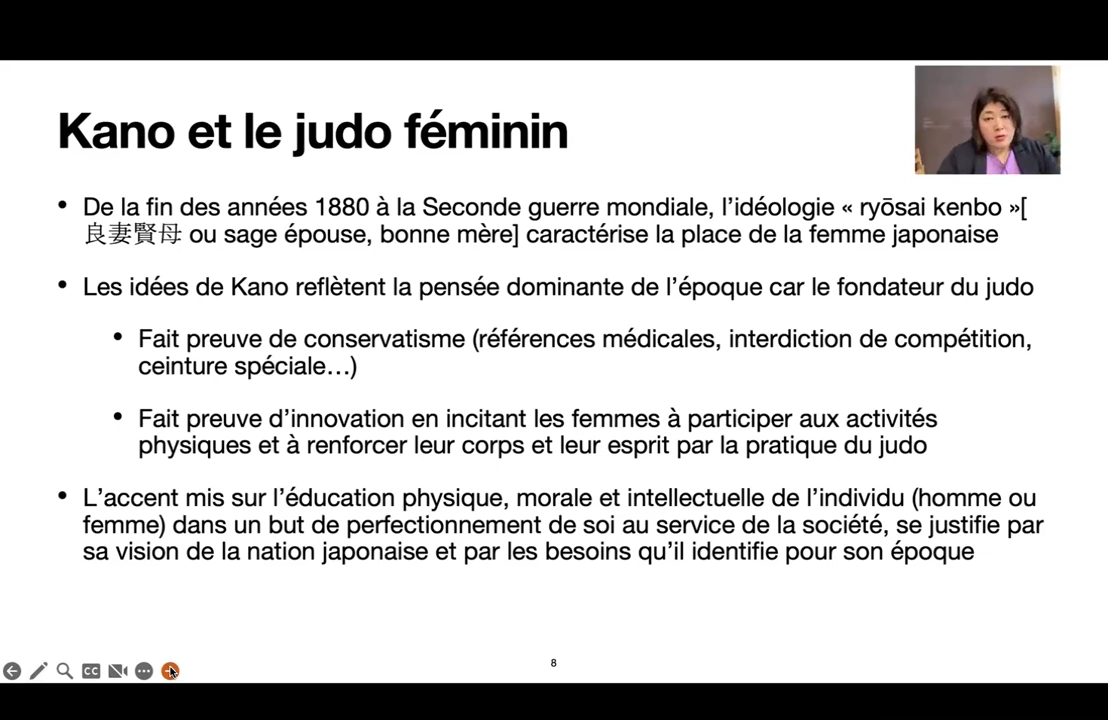 Kano et le judo féminin
• De la fin des années 1880 à la Seconde guerre mondiale, l’idéologie « ryōsai kenbo »[
良妻賢母 ou sage épouse, bonne mère] caractérise la place de la femme japonaise
• Les idées de Kano reflètent la pensée dominante de l’époque car le fondateur du judo
• Fait preuve de conservatisme (références médicales, interdiction de compétition,
ceinture spéciale…)
• Fait preuve d’innovation en incitant les femmes à participer aux activités
physiques et à renforcer leur corps et leur esprit par la pratique du judo
• L’accent mis sur l’éducation physique, morale et intellectuelle de l’individu (homme ou
femme) dans un but de perfectionnement de soi au service de la société, se justifie par
sa vision de la nation japonaise et par les besoins qu’il identifie pour son époque
8
CC